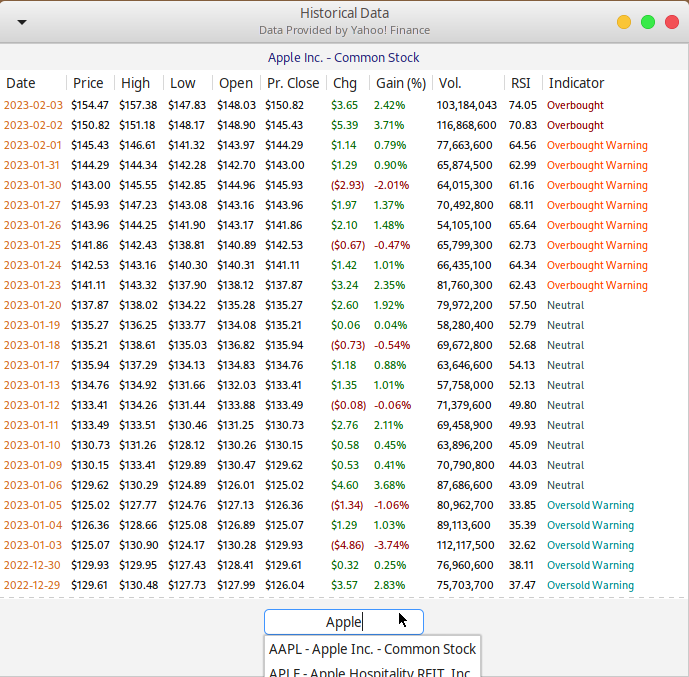 Historical Data
Data Provided by Yahoo! Finance
Apple Inc. - Common Stock
Date Price High Low Open Pr. Close Chg Gain (%) Vol. RSI Indicator
2023-02-03 $154.47 $157.38 $147.83 $148.03 $150.82 $3.65 2.42% 103,184,043 74.05 Overbought
2023-02-02 $150.82 $151.18 $148.17 $148.90 $145.43 $5.39 3.71% 116,868,600 70.83 Overbought
2023-02-01 $145.43 $146.61 $141.32 $143.97 $144.29 $1.14 0.79% 77,663,600 64.56 Overbought Warning
2023-01-31 $144.29 $144.34 $142.28 $142.70 $143.00 $1.29 0.90% 65,874,500 62.99 Overbought Warning
2023-01-30 $143.00 $145.55 $142.85 $144.96 $145.93 ($2.93) -2.01% 64,015,300 61.16 Overbought Warning
2023-01-27 $145.93 $147.23 $143.08 $143.16 $143.96 $1.97 1.37% 70,492,800 68.11 Overbought Warning
2023-01-26 $143.96 $144.25 $141.90 $143.17 $141.86 $2.10 1.48% 54,105,100 65.64 Overbought Warning
2023-01-25 $141.86 $142.43 $138.81 $140.89 $142.53 ($0.67) -0.47% 65,799,300 62.73 Overbought Warning
2023-01-24 $142.53 $143.16 $140.30 $140.31 $141.11 $1.42 1.01% 66,435,100 64.34 Overbought Warning
2023-01-23 $141.11 $143.32 $137.90 $138.12 $137.87 $3.24 2.35% 81,760,300 62.43 Overbought Warning
2023-01-20 $137.87 $138.02 $134.22 $135.28 $135.27 $2.60 1.92% 79,972,200 57.50 Neutral
2023-01-19 $135.27 $136.25 $133.77 $134.08 $135.21 $0.06 0.04% 58,280,400 52.79 Neutral
2023-01-18 $135.21 $138.61 $135.03 $136.82 $135.94 ($0.73) -0.54% 69,672,800 52.68 Neutral
2023-01-17 $135.94 $137.29 $134.13 $134.83 $134.76 $1.18 0.88% 63,646,600 54.13 Neutral
2023-01-13 $134.76 $134.92 $131.66 $132.03 $133.41 $1.35 1.01% 57,758,000 52.13 Neutral
2023-01-12 $133.41 $134.26 $131.44 $133.88 $133.49 ($0.08) -0.06% 71,379,600 49.80 Neutral
2023-01-11 $133.49 $133.51 $130.46 $131.25 $130.73 $2.76 2.11% 69,458,900 49.93 Neutral
2023-01-10 $130.73 $131.26 $128.12 $130.26 $130.15 $0.58 0.45% 63,896,200 45.09 Neutral
2023-01-09 $130.15 $133.41 $129.89 $130.47 $129.62 $0.53 0.41% 70,790,800 44.03 Neutral
2023-01-06 $129.62 $130.29 $124.89 $126.01 $125.02 $4.60 3.68% 87,686,600 43.09 Neutral
2023-01-05 $125.02 $127.77 $124.76 $127.13 $126.36 ($1.34) -1.06% 80,962,700 33.85 Oversold Warning
2023-01-04 $126.36 $128.66 $125.08 $126.89 $125.07 $1.29 1.03% 89,113,600 35.39 Oversold Warning
2023-01-03 $125.07 $130.90 $124.17 $130.28 $129.93 ($4.86) -3.74% 112,117,500 32.62 Oversold Warning
2022-12-30 $129.93 $129.95 $127.43 $128.41 $129.61 $0.32 0.25% 76,960,600 38.11 Oversold Warning
2022-12-29 $129.61 $130.48 $127.73 $127.99 $126.04 $3.57 2.83% 75,703,700 37.47 Oversold Warning
Apple
AAPL - Apple Inc. - Common Stock
APLE - Apple Hospitality REIT, Inc.